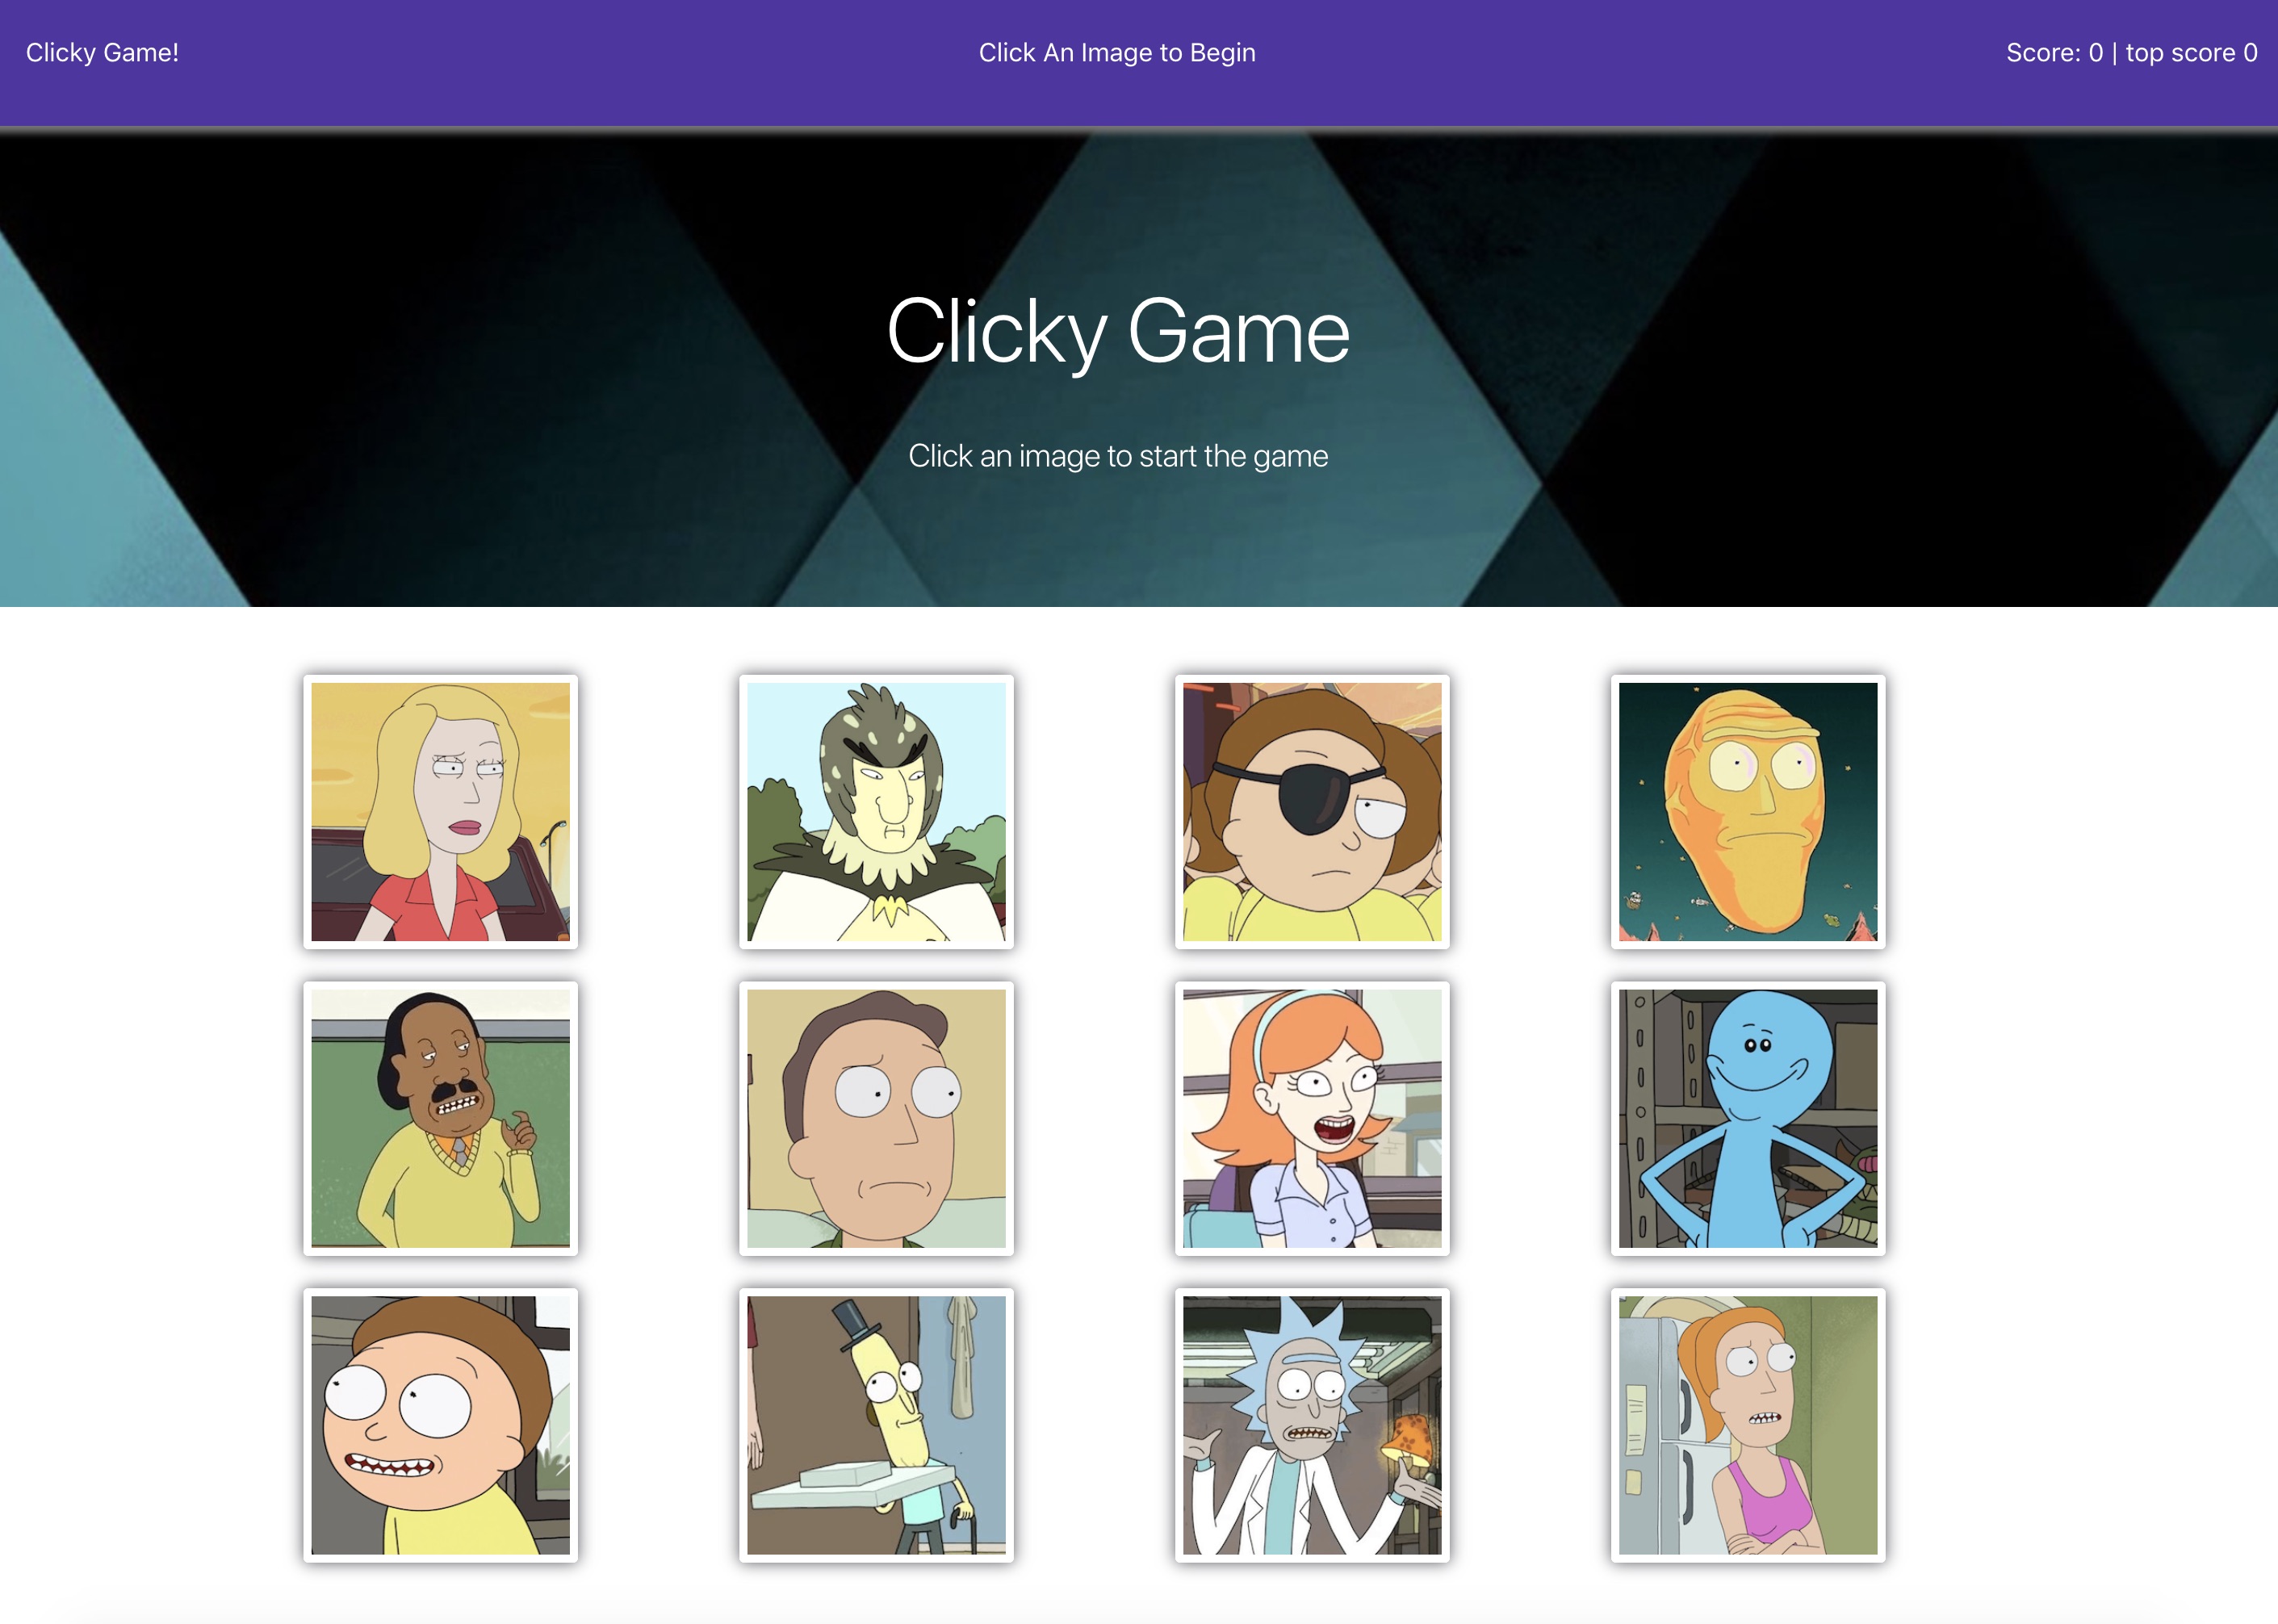 Clicky Game!
Click An Image to Begin
Score: 0 | top score 0
Clicky Game
Click an image to start the game